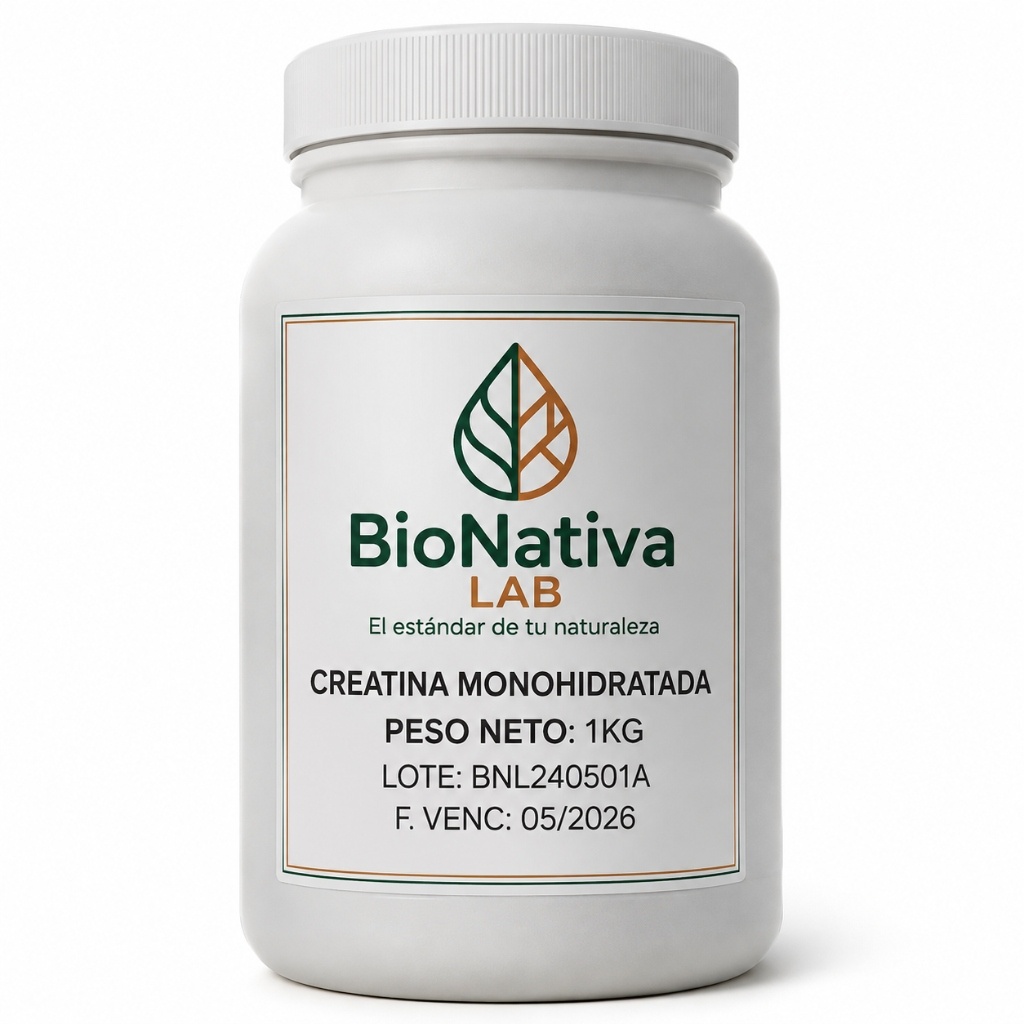 BioNativa
LAB
El estándar de tu naturaleza
CREATINA MONOHIDRATADA
PESO NETO: 1KG
LOTE: BNL240501A
F. VENC: 05/2026